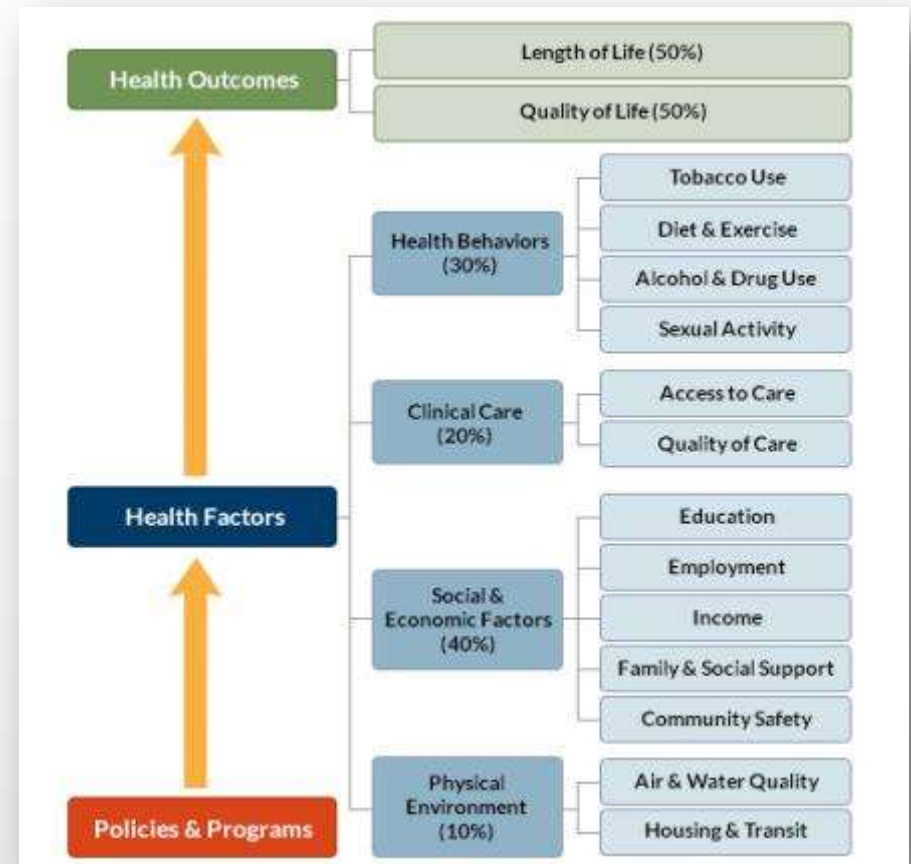 Health Outcomes
Length of Life (50%)
Quality of Life (50%)
Health Behaviors
(30%)
Tobacco Use
Diet & Exercise
Alcohol & Drug Use
Sexual Activity
Clinical Care
(20%)
Access to Care
Quality of Care
Health Factors
Social &
Economic Factors
(40%)
Education
Employment
Income
Family & Social Support
Community Safety
Physical
Environment
(10%)
Air & Water Quality
Housing & Transit
Policies & Programs